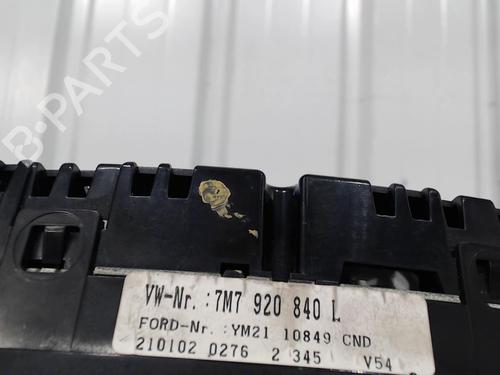 B-PARTS
VW-Nr. :7M7 920 840 L
FORD-Nr. :YM21 10849 CND
210102 0276 2 345 V54